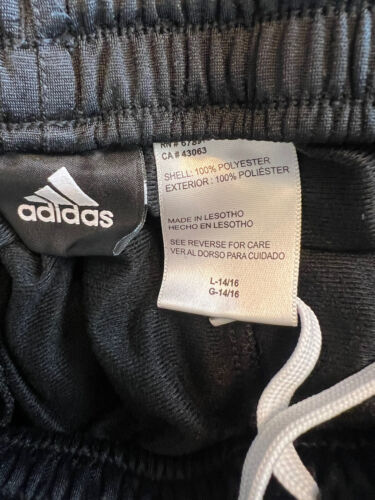 adidas
CA # 43063
SHELL: 100% POLYESTER
EXTERIOR : 100% POLIÉSTER
MADE IN LESOTHO
HECHO EN LESOTHO
SEE REVERSE FOR CARE
VER AL DORSO PARA CUIDADO
L-14/16
G-14/16